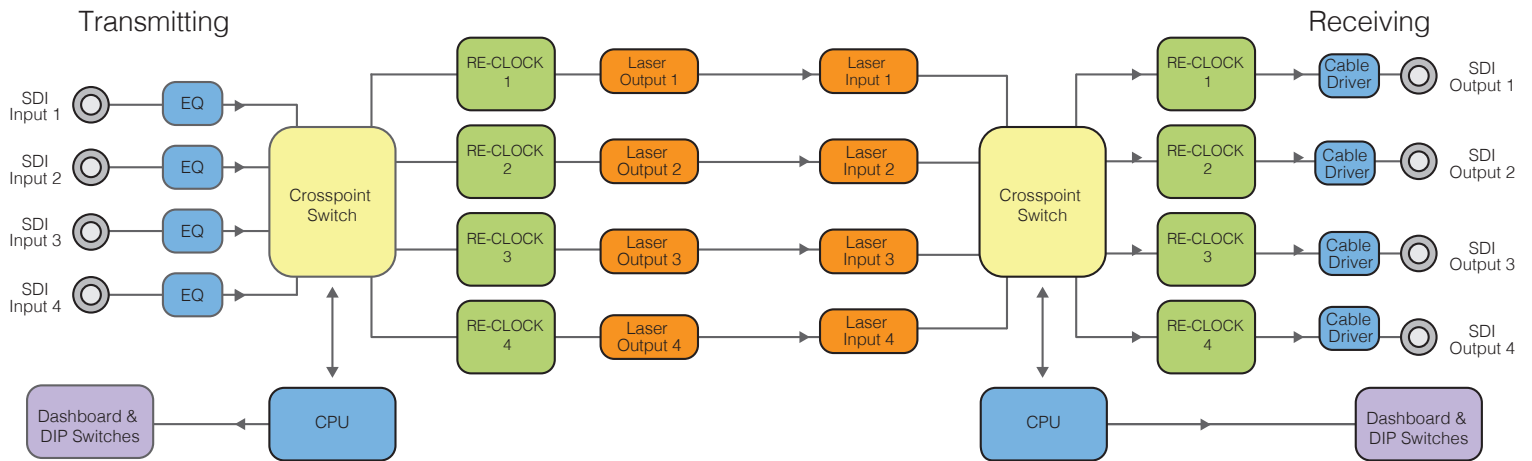 Transmitting
Receiving
SDI
Input 1
EQ
SDI
Input 2
EQ
SDI
Input 3
EQ
SDI
Input 4
EQ
Crosspoint
Switch
RE-CLOCK
1
Laser
Output 1
Laser
Input 1
RE-CLOCK
2
Laser
Output 2
Laser
Input 2
RE-CLOCK
3
Laser
Output 3
Laser
Input 3
RE-CLOCK
4
Laser
Output 4
Laser
Input 4
Crosspoint
Switch
RE-CLOCK
1
Cable
Driver
SDI
Output 1
RE-CLOCK
2
Cable
Driver
SDI
Output 2
RE-CLOCK
3
Cable
Driver
SDI
Output 3
RE-CLOCK
4
Cable
Driver
SDI
Output 4
Dashboard &
DIP Switches
CPU
CPU
Dashboard &
DIP Switches